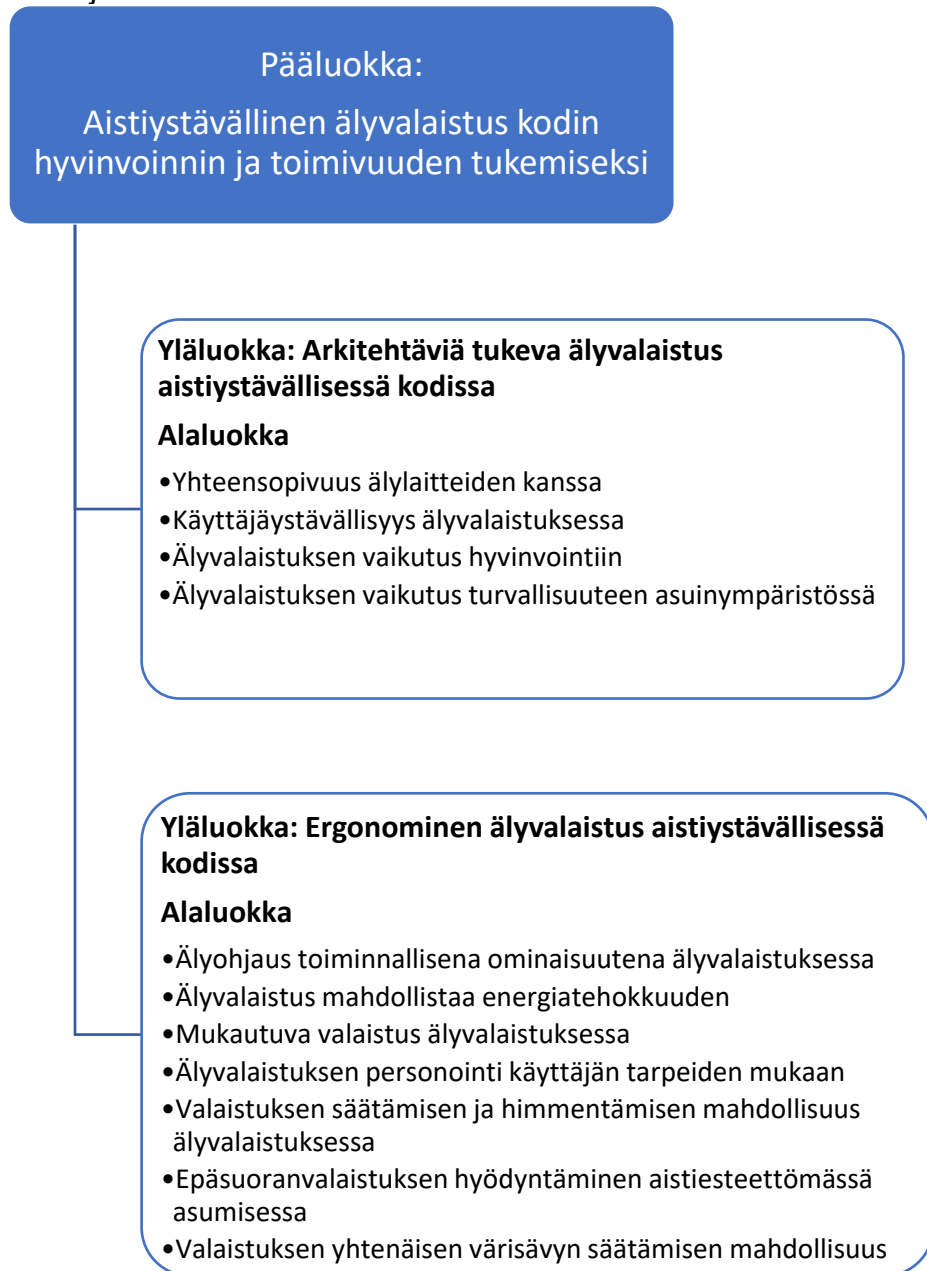 Pääluokka:
Aistiystävällinen älyvalaistus kodin
hyvinvoinnin ja toimivuuden tukemiseksi
Yläluokka: Arkitehtäviä tukeva älyvalaistus
aistiystävällisessä kodissa
Alaluokka
•Yhteensopivuus älylaitteiden kanssa
•Käyttäjäystävällisyys älyvalaistuksessa
•Älyvalaistuksen vaikutus hyvinvointiin
•Älyvalaistuksen vaikutus turvallisuuteen asuinympäristössä
Yläluokka: Ergonominen älyvalaistus aistiystävällisessä
kodissa
Alaluokka
•Älyohjaus toiminnallisena ominaisuutena älyvalaistuksessa
•Älyvalaistus mahdollistaa energiatehokkuuden
•Mukautuva valaistus älyvalaistuksessa
•Älyvalaistuksen personointi käyttäjän tarpeiden mukaan
•Valaistuksen säätämisen ja himmentämisen mahdollisuus
älyvalaistuksessa
•Epäsuoranvalaistuksen hyödyntäminen aistiesteettömässä
asumisessa
•Valaistuksen yhtenäisen värisävyn säätämisen mahdollisuus